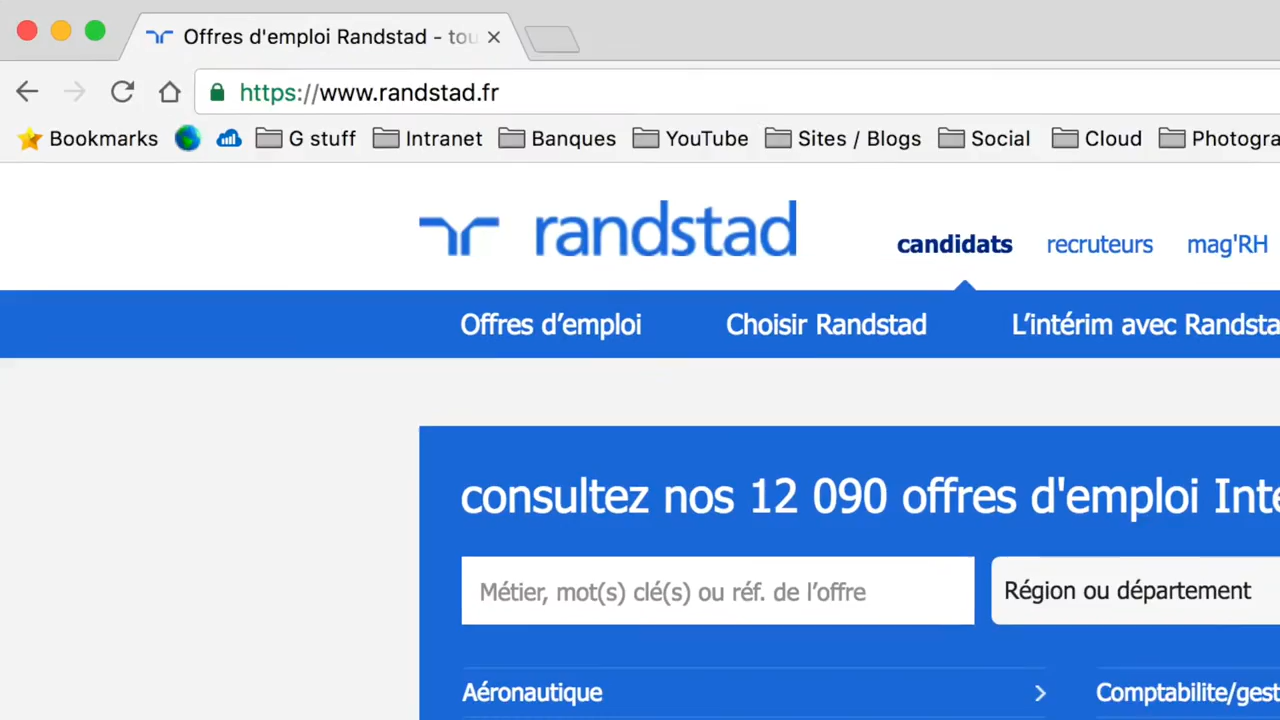 Offres d'emploi Randstad - tou
https://www.randstad.fr
Bookmarks G stuff Intranet Banques YouTube Sites / Blogs Social Cloud Photogra
randstad
candidats recruteurs mag'RH
Offres d’emploi Choisir Randstad L’intérim avec Randsta
consultez nos 12 090 offres d'emploi Inte
Métier, mot(s) clé(s) ou réf. de l’offre Région ou département
Aéronautique Comptabilite/gest